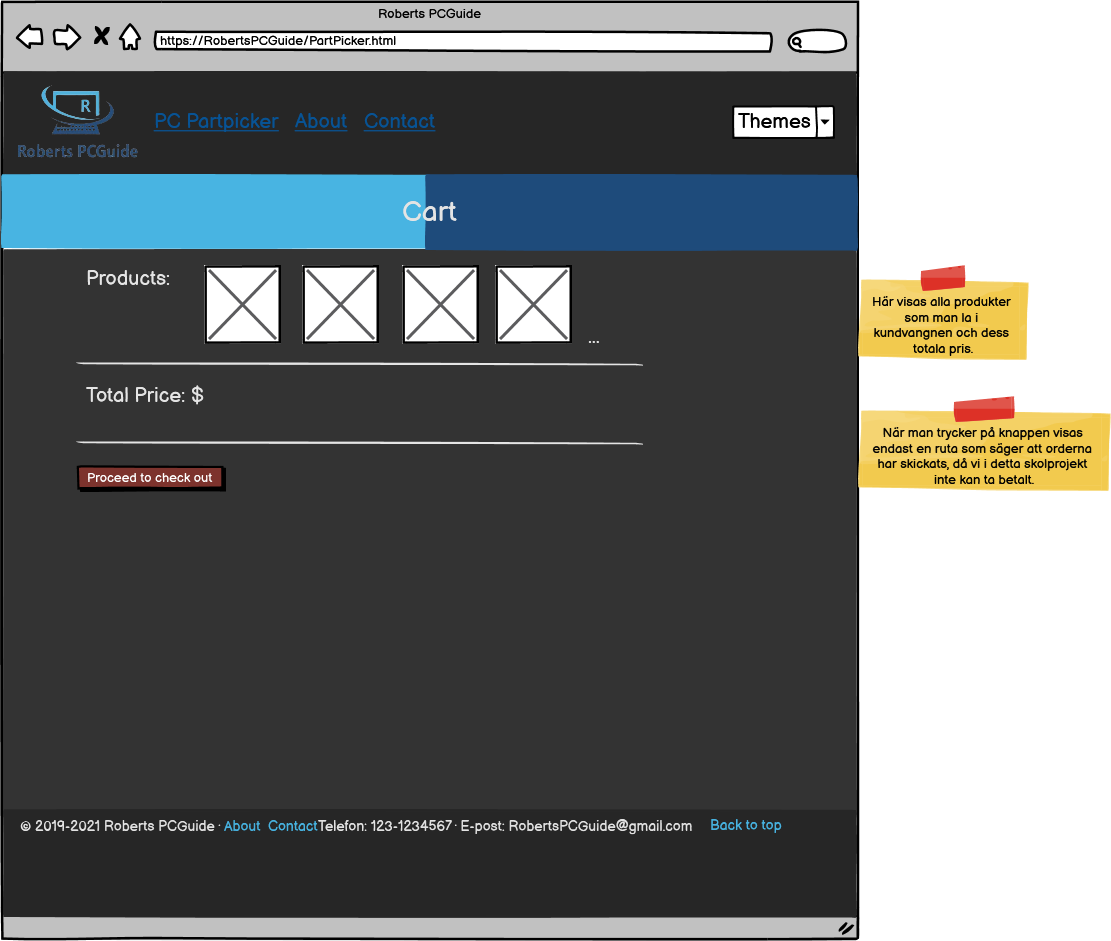 Roberts PCGuide
https://RobertsPCGuide/PartPicker.html
R
Roberts PCGuide
PC Partpicker About Contact
Themes
Cart
Products:
...
Här visas alla produkter
som man la i
kundvangnen och dess
totala pris.
Total Price: $
När man trycker på knappen visas
endast en ruta som säger att orderna
har skickats, då vi i detta skolprojekt
inte kan ta betalt.
Proceed to check out
© 2019-2021 Roberts PCGuide · About Contact Telefon: 123-1234567 · E-post: RobertsPCGuide@gmail.com Back to top